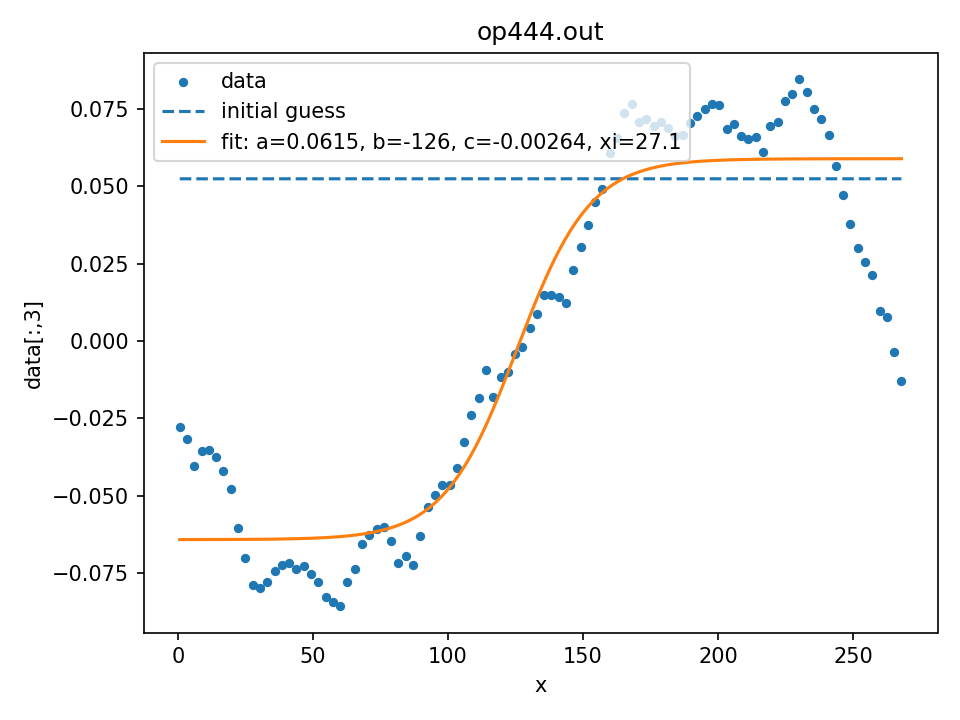 op444.out
data
initial guess
fit: a=0.0615, b=-126, c=-0.00264, xi=27.1
0.075
0.050
0.025
0.000
−0.025
−0.050
−0.075
data[:,3]
0 50 100 150 200 250
x